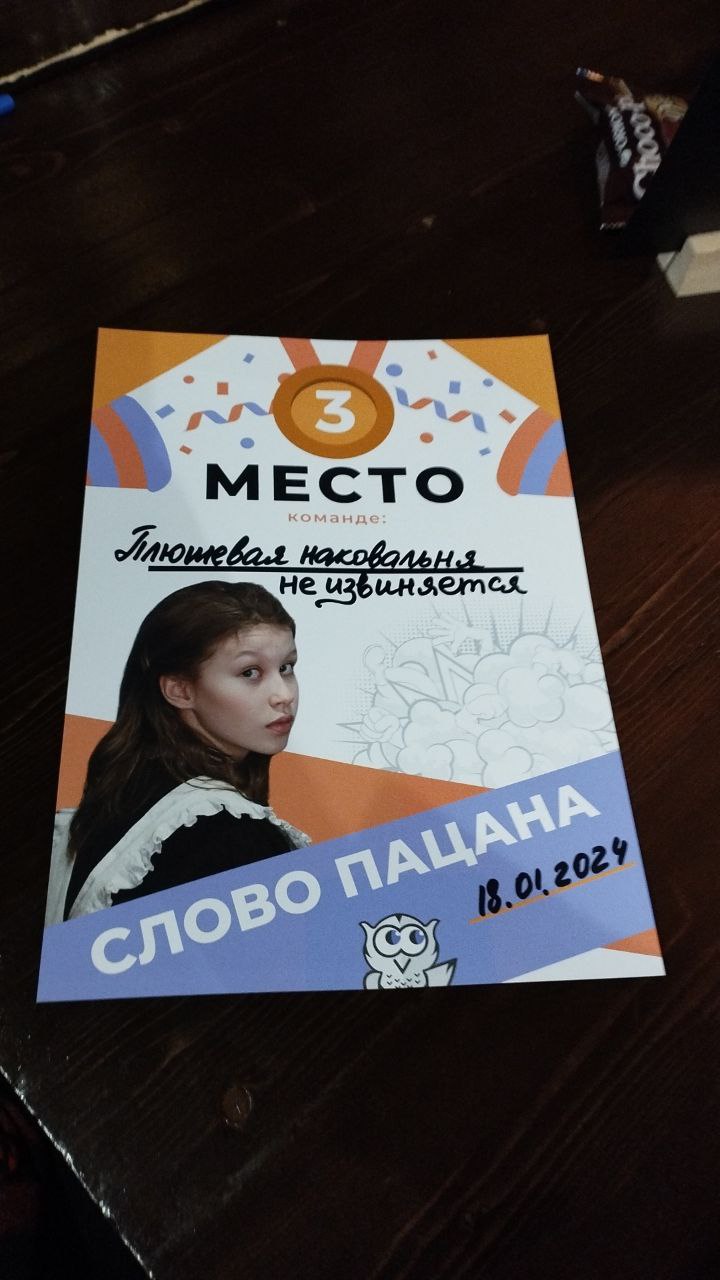 3
МЕСТО
команде:
Плюшевая наковальня
не извиняется
СЛОВО ПАЦАНА
18.01.2024